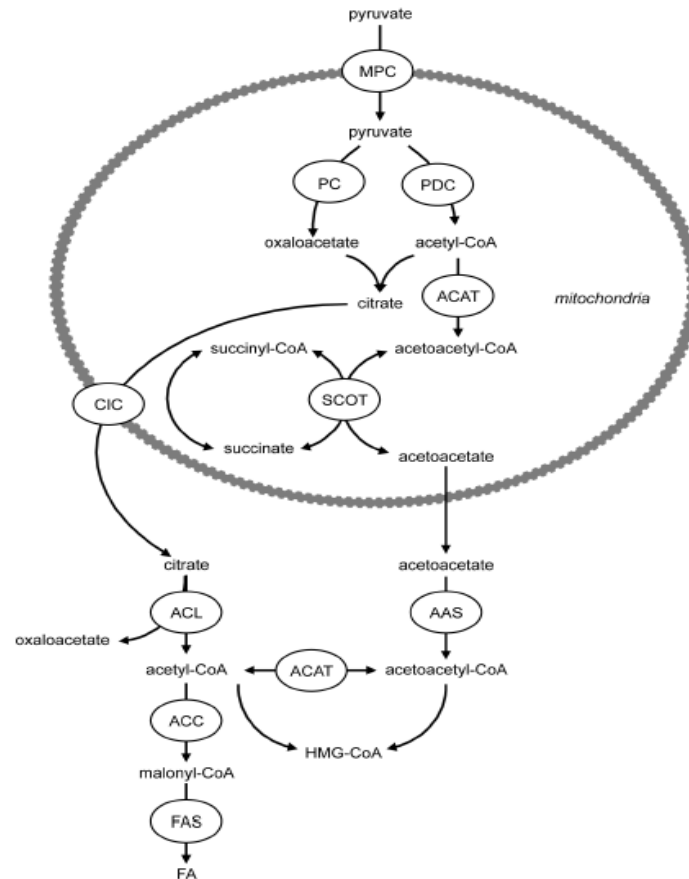 pyruvate
MPC
pyruvate
PC
PDC
oxaloacetate
acetyl-CoA
citrate
ACAT
mitochondria
succinyl-CoA
acetoacetyl-CoA
CIC
SCOT
succinate
acetoacetate
citrate
acetoacetate
ACL
AAS
oxaloacetate
acetyl-CoA
ACAT
acetoacetyl-CoA
ACC
HMG-CoA
malonyl-CoA
FAS
FA